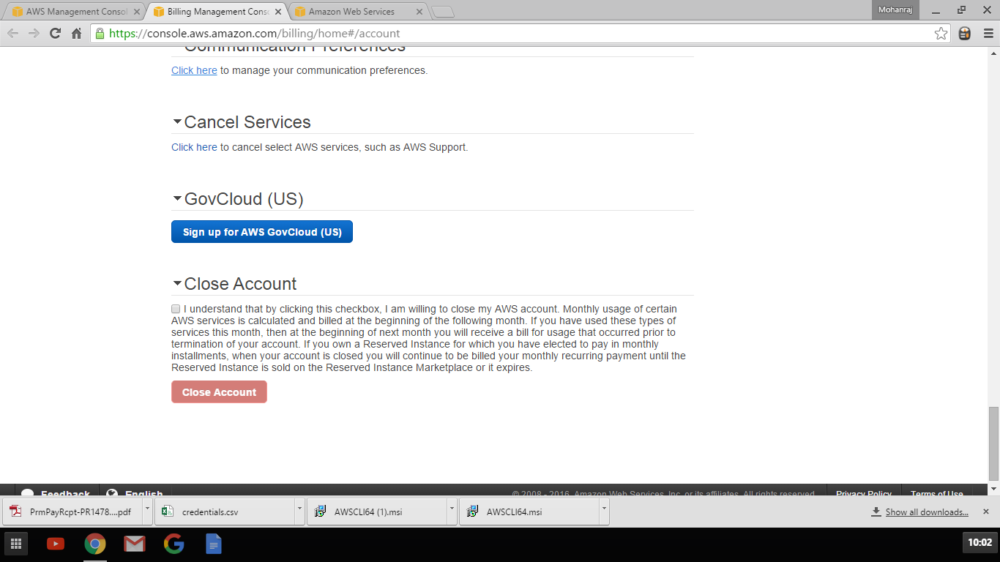 AWS Management Consol
Billing Management Conso
Amazon Web Services
Mohanraj
https://console.aws.amazon.com/billing/home#/account
Communication Preferences
Click here to manage your communication preferences.
Cancel Services
Click here to cancel select AWS services, such as AWS Support.
GovCloud (US)
Sign up for AWS GovCloud (US)
Close Account
I understand that by clicking this checkbox, I am willing to close my AWS account. Monthly usage of certain
AWS services is calculated and billed at the beginning of the following month. If you have used these types of
services this month, then at the beginning of next month you will receive a bill for usage that occurred prior to
termination of your account. If you own a Reserved Instance for which you have elected to pay in monthly
installments, when your account is closed you will continue to be billed your monthly recurring payment until the
Reserved Instance is sold on the Reserved Instance Marketplace or it expires.
Close Account
Feedback
English
© 2008 - 2016, Amazon Web Services, Inc. or its affiliates. All rights reserved.
Privacy Policy
Terms of Use
PrmPayRcpt-PR1478....pdf
credentials.csv
AWSCLI64 (1).msi
AWSCLI64.msi
Show all downloads...
10:02